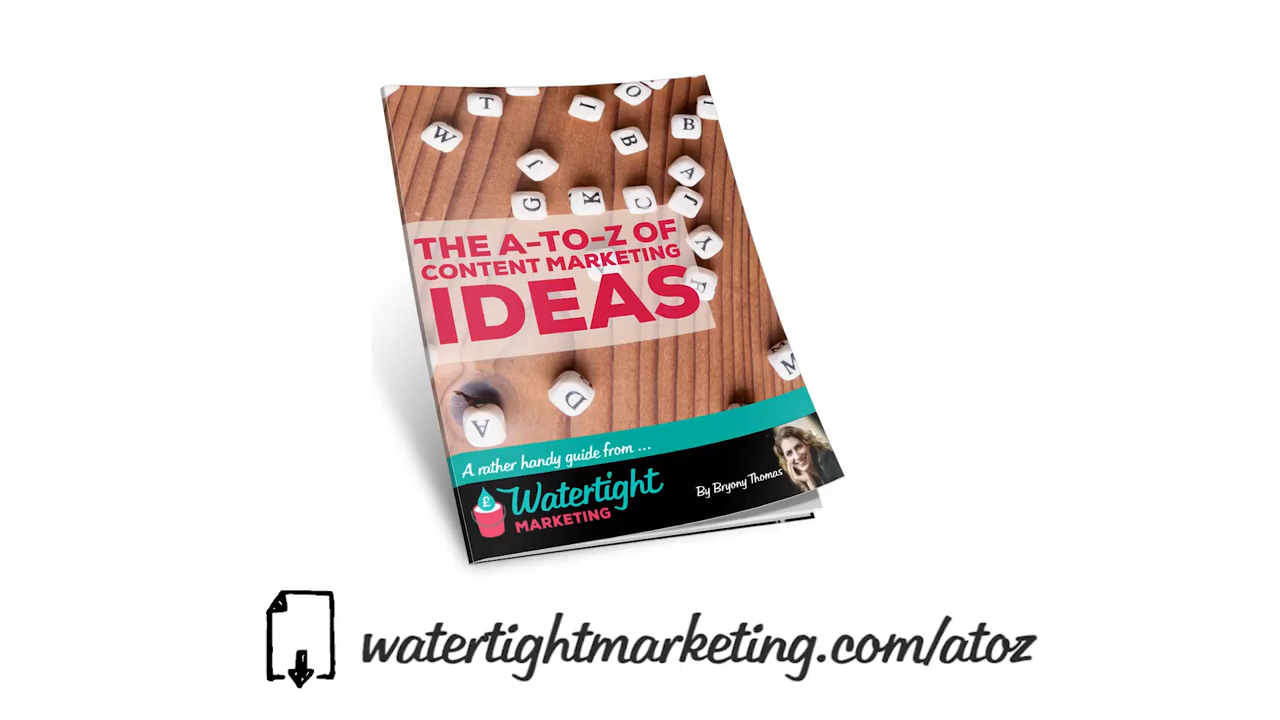 T
I
O
I
W
B
B
J
A
G
K
C
J
Y
THE A-TO-Z OF
CONTENT MARKETING
IDEAS
M
D
A
A rather handy guide from ...
£
Watertight
MARKETING
By Bryony Thomas
watertightmarketing.com/atoz